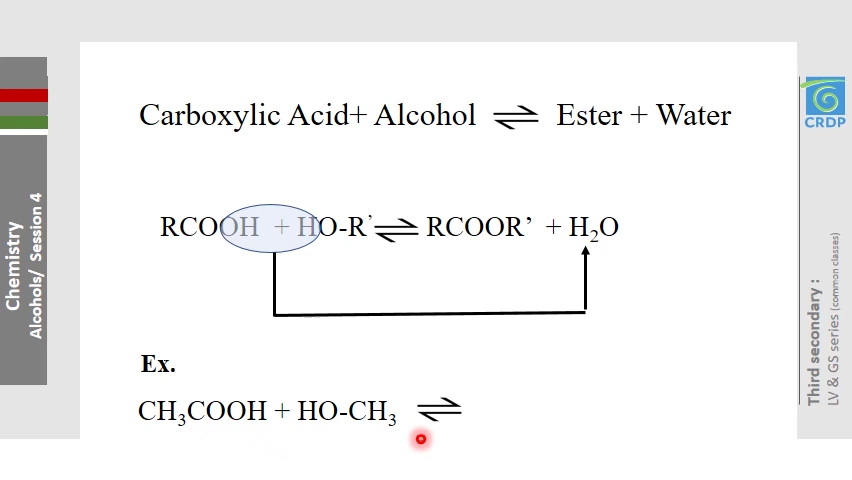 Carboxylic Acid+ Alcohol ⇌ Ester + Water
RCOOH + HO-R’ ⇌ RCOOR’ + H₂O
Ex.
CH₃COOH + HO-CH₃ ⇌
Chemistry
Alcohols/ Session 4
CRDP
Third secondary :
LV & GS series (common classes)